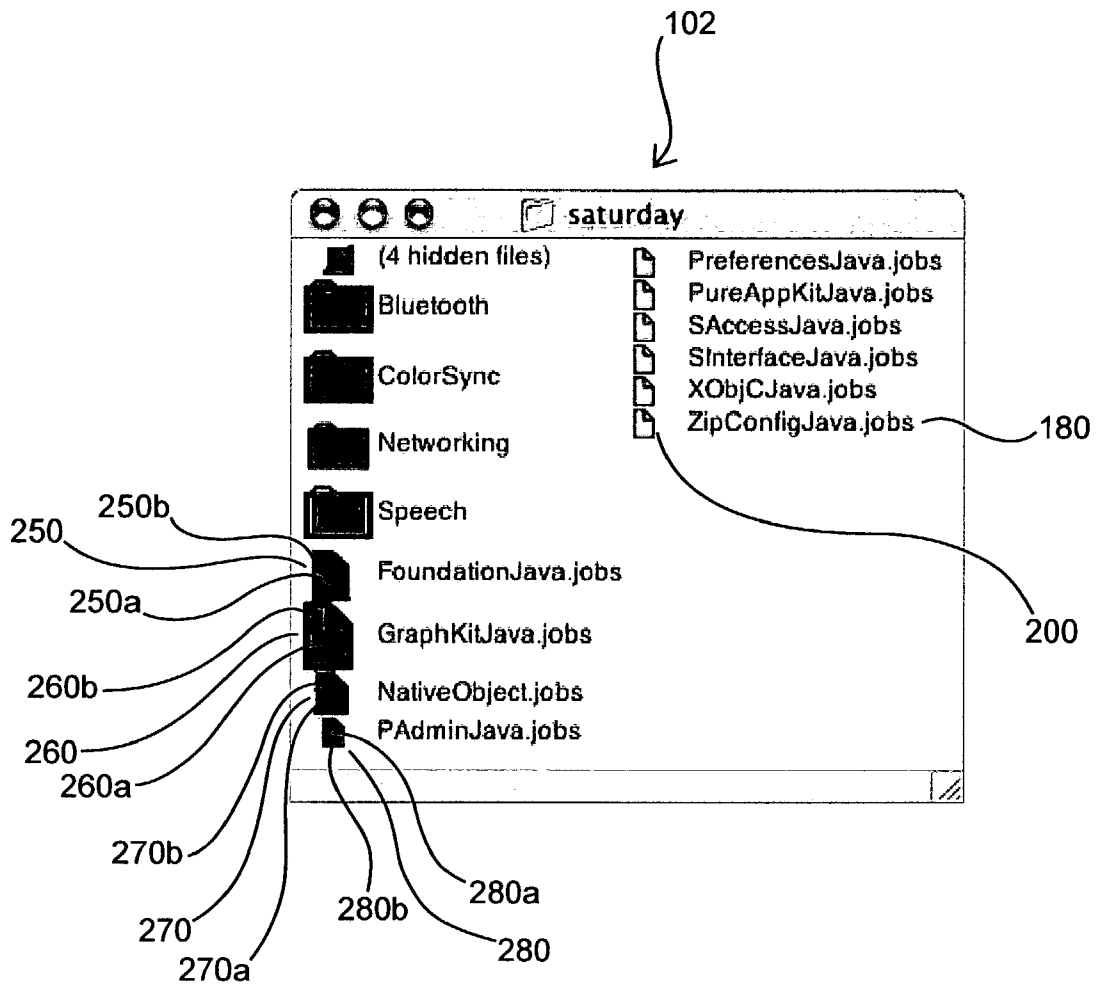 102
saturday
(4 hidden files)
Bluetooth
ColorSync
Networking
Speech
FoundationJava.jobs
GraphKitJava.jobs
NativeObject.jobs
PAdminJava.jobs
PreferencesJava.jobs
PureAppKitJava.jobs
SAccessJava.jobs
SInterfaceJava.jobs
XObjCJava.jobs
ZipConfigJava.jobs
180
200
250b
250
250a
260b
260
260a
270b
270
270a
280b
280a
280